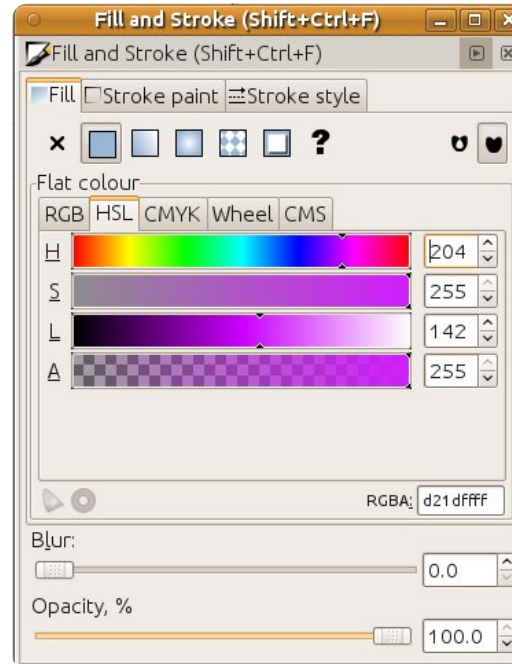 Fill and Stroke (Shift+Ctrl+F)
Fill and Stroke (Shift+Ctrl+F)
Fill Stroke paint Stroke style
?
Flat colour
RGB HSL CMYK Wheel CMS
H 204
S 255
L 142
A 255
RGBA: d21dffff
Blur:
0.0
Opacity, %
100.0